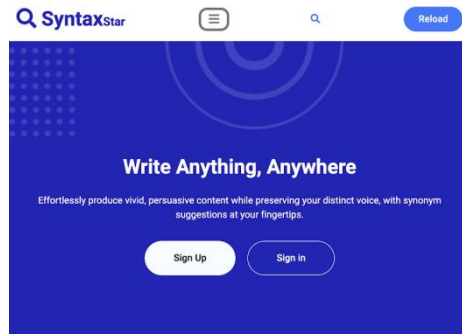 SyntaxStar
Reload
Write Anything, Anywhere
Effortlessly produce vivid, persuasive content while preserving your distinct voice, with synonym
suggestions at your fingertips.
Sign Up
Sign in